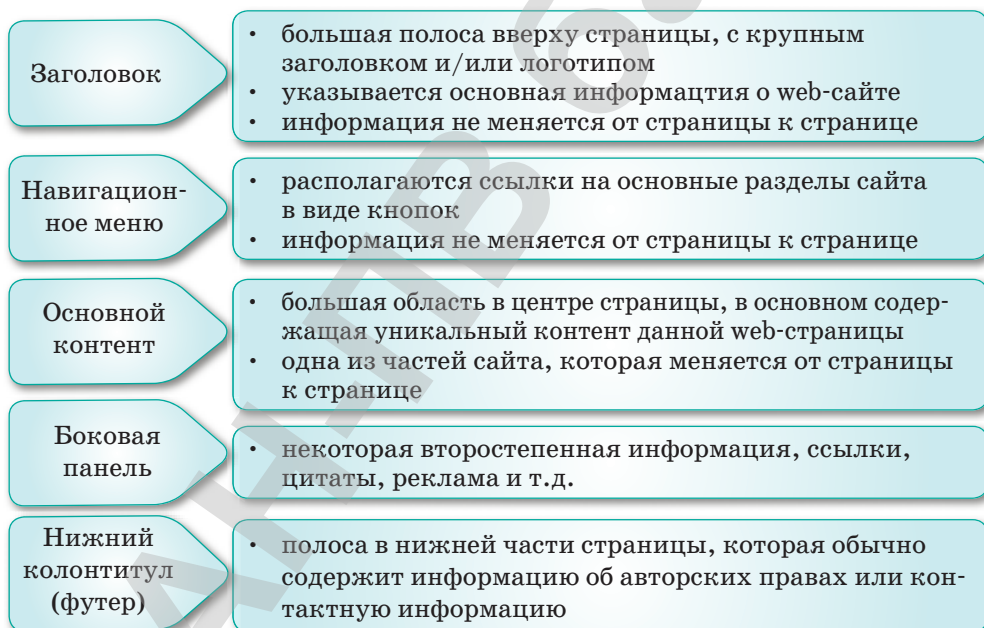 Заголовок
• большая полоса вверху страницы, с крупным
заголовком и/или логотипом
• указывается основная информацтия о web-сайте
• информация не меняется от страницы к странице
Навигацион-
ное меню
• располагаются ссылки на основные разделы сайта
в виде кнопок
• информация не меняется от страницы к странице
Основной
контент
• большая область в центре страницы, в основном содер-
жащая уникальный контент данной web-страницы
• одна из частей сайта, которая меняется от страницы
к странице
Боковая
панель
• некоторая второстепенная информация, ссылки,
цитаты, реклама и т.д.
Нижний
колонтитул
(футер)
• полоса в нижней части страницы, которая обычно
содержит информацию об авторских правах или кон-
тактную информацию